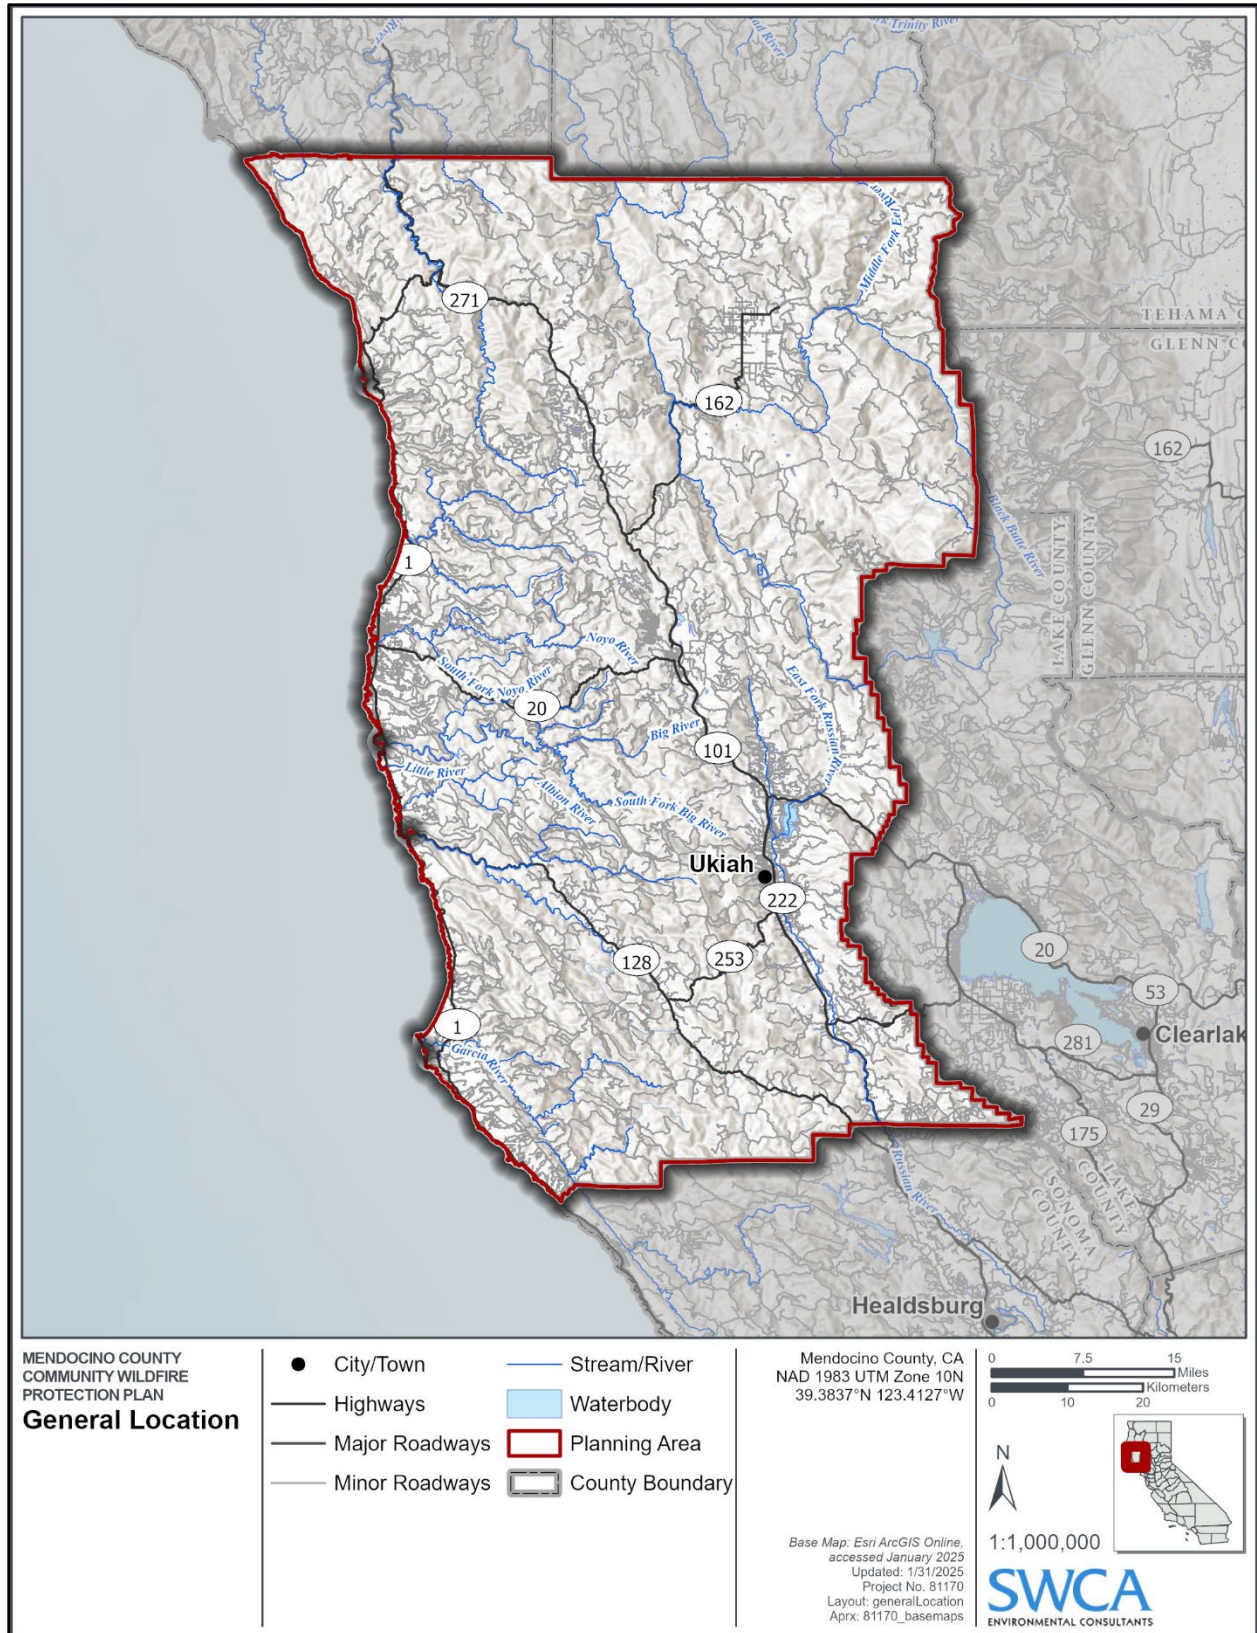 River
ad River
rk Trinity River
Middle Fork Eel River
271
TEHAMA C
GLENN C
162
162
Black Butte River
LAKE COUNTY
GLENN COUNTY
1
Noyo River
South Fork Noyo River
20
East Fork Russian River
Big River
101
Little River
Albion River
South Fork Big River
Ukiah
222
128
253
20
53
Clearlak
281
1
Garcia River
29
175
Russian River
LAKE
COUNTY
SONOMA
COUNTY
Healdsburg
MENDOCINO COUNTY
COMMUNITY WILDFIRE
PROTECTION PLAN
General Location
City/Town
Highways
Major Roadways
Minor Roadways
Stream/River
Waterbody
Planning Area
County Boundary
Mendocino County, CA
NAD 1983 UTM Zone 10N
39.3837°N 123.4127°W
Base Map: Esri ArcGIS Online,
accessed January 2025
Updated: 1/31/2025
Project No. 81170
Layout: generalLocation
Aprx: 81170_basemaps
0 7.5 15
Miles
Kilometers
0 10 20
N
1:1,000,000
SWCA
ENVIRONMENTAL CONSULTANTS